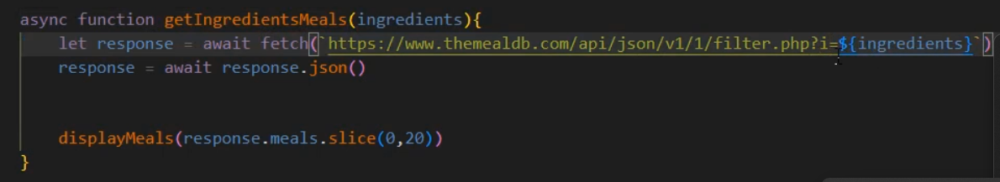 async function getIngredientsMeals(ingredients){
    let response = await fetch(`https://www.themealdb.com/api/json/v1/1/filter.php?i=${ingredients}`)
    response = await response.json()
    displayMeals(response.meals.slice(0,20))
}